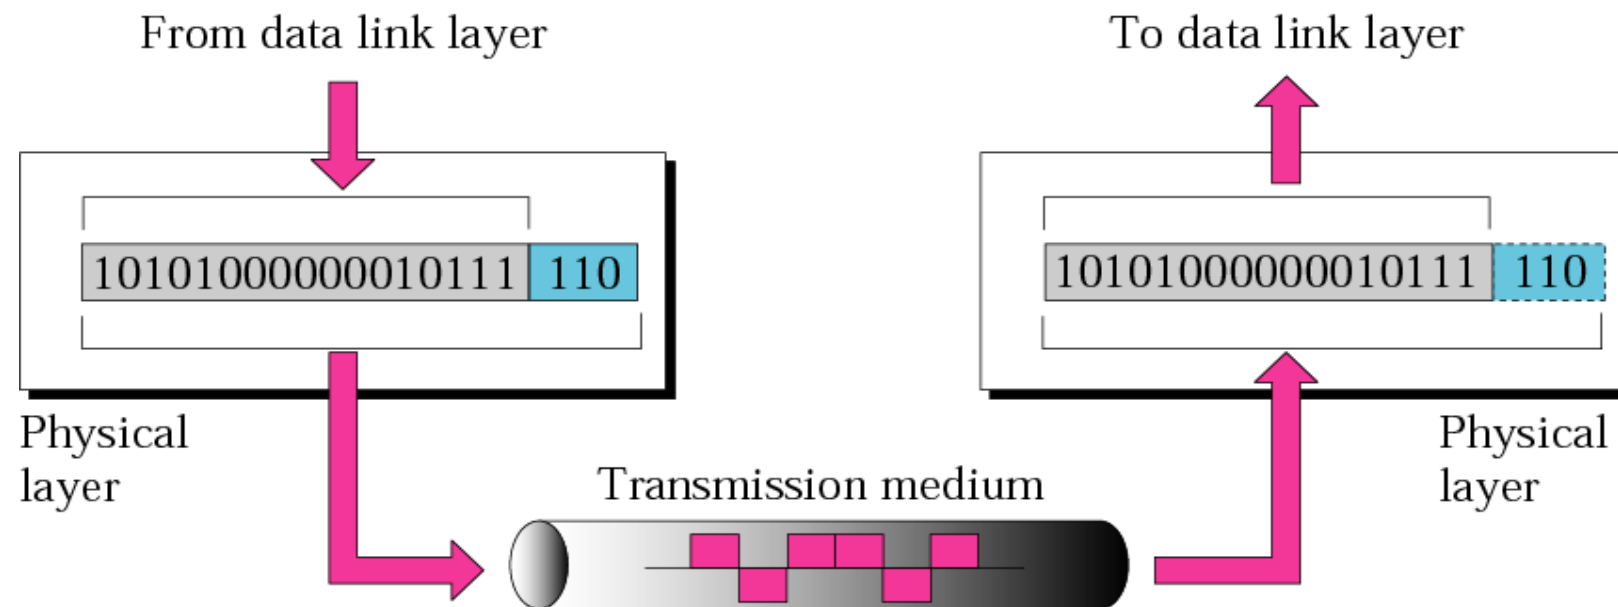 From data link layer
To data link layer
10101000000010111 110
10101000000010111 110
Physical
layer
Physical
layer
Transmission medium